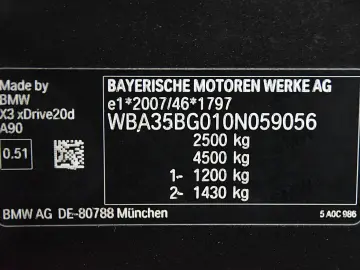 Made by
BMW
X3 xDrive20d
A90
0.51
BAYERISCHE MOTOREN WERKE AG
e1*2007/46*1797
WBA35BG010N059056
2500 kg
4500 kg
1- 1200 kg
2- 1430 kg
BMW AG DE-80788 München
5 A0C 986